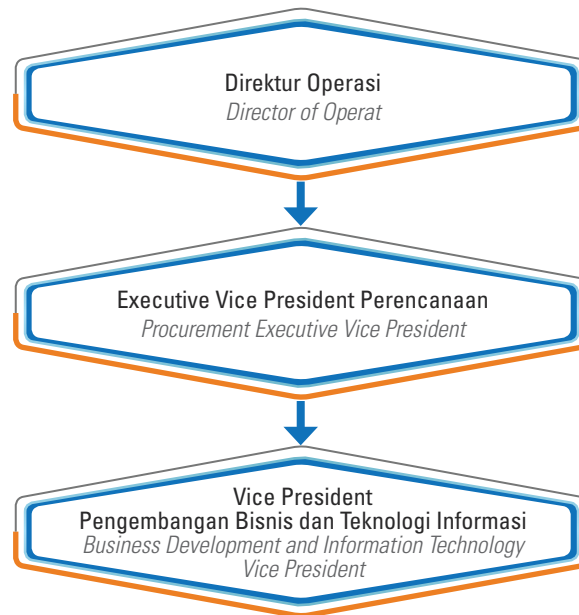 Direktur Operasi
Director of Operat
Executive Vice President Perencanaan
Procurement Executive Vice President
Vice President
Pengembangan Bisnis dan Teknologi Informasi
Business Development and Information Technology
Vice President